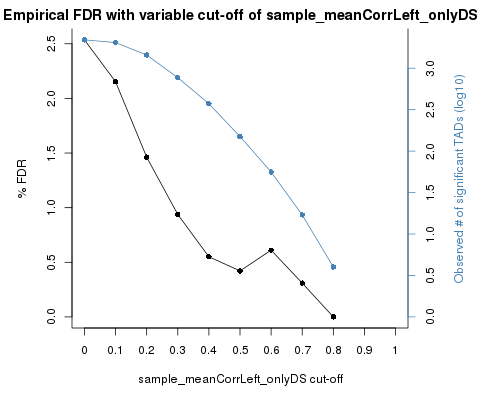 Empirical FDR with variable cut-off of sample_meanCorrLeft_onlyDS
% FDR
2.5
2.0
1.5
1.0
0.5
0.0
3.0
2.5
2.0
1.5
1.0
0.5
0.0
Observed # of significant TADs (log10)
0 0.1 0.2 0.3 0.4 0.5 0.6 0.7 0.8 0.9 1
sample_meanCorrLeft_onlyDS cut-off